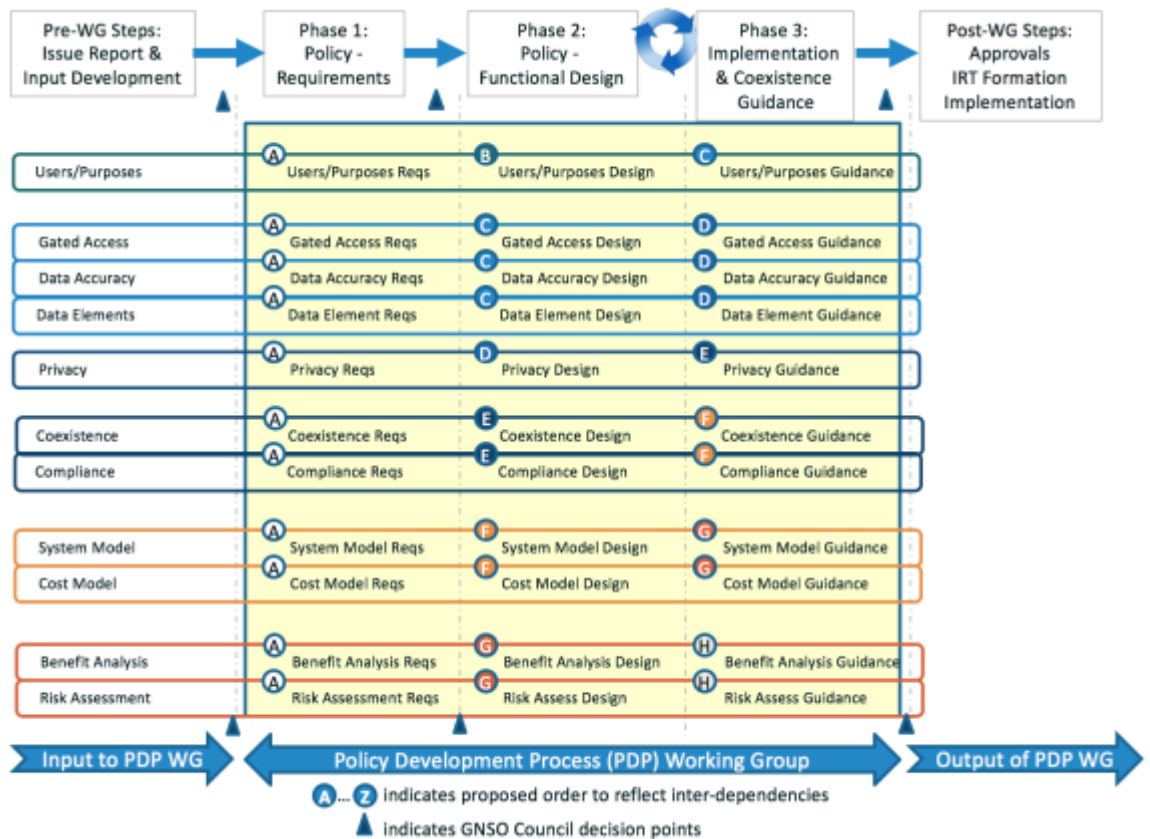 Pre-WG Steps:
Issue Report &
Input Development
Phase 1:
Policy -
Requirements
Phase 2:
Policy -
Functional Design
Phase 3:
Implementation
& Coexistence
Guidance
Post-WG Steps:
Approvals
IRT Formation
Implementation
Users/Purposes
A
Users/Purposes Reqs
B
Users/Purposes Design
C
Users/Purposes Guidance
Gated Access
A
Gated Access Reqs
C
Gated Access Design
D
Gated Access Guidance
Data Accuracy
A
Data Accuracy Reqs
C
Data Accuracy Design
D
Data Accuracy Guidance
Data Elements
A
Data Element Reqs
C
Data Element Design
D
Data Element Guidance
Privacy
A
Privacy Reqs
D
Privacy Design
E
Privacy Guidance
Coexistence
A
Coexistence Reqs
E
Coexistence Design
F
Coexistence Guidance
Compliance
A
Compliance Reqs
E
Compliance Design
F
Compliance Guidance
System Model
A
System Model Reqs
F
System Model Design
G
System Model Guidance
Cost Model
A
Cost Model Reqs
F
Cost Model Design
G
Cost Model Guidance
Benefit Analysis
A
Benefit Analysis Reqs
G
Benefit Analysis Design
H
Benefit Analysis Guidance
Risk Assessment
A
Risk Assessment Reqs
G
Risk Assess Design
H
Risk Assess Guidance
Input to PDP WG
Policy Development Process (PDP) Working Group
Output of PDP WG
A ... Z indicates proposed order to reflect inter-dependencies
indicates GNSO Council decision points